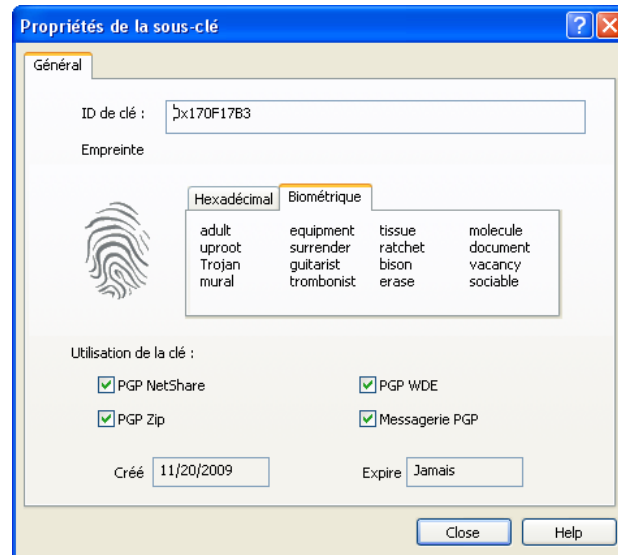 Propriétés de la sous-clé
Général
ID de clé : 0x170F17B3
Empreinte
Hexadécimal Biométrique
adult equipment tissue molecule
uproot surrender ratchet document
Trojan guitarist bison vacancy
mural trombonist erase sociable
Utilisation de la clé :
PGP NetShare PGP WDE
PGP Zip Messagerie PGP
Créé 11/20/2009 Expire Jamais
Close Help